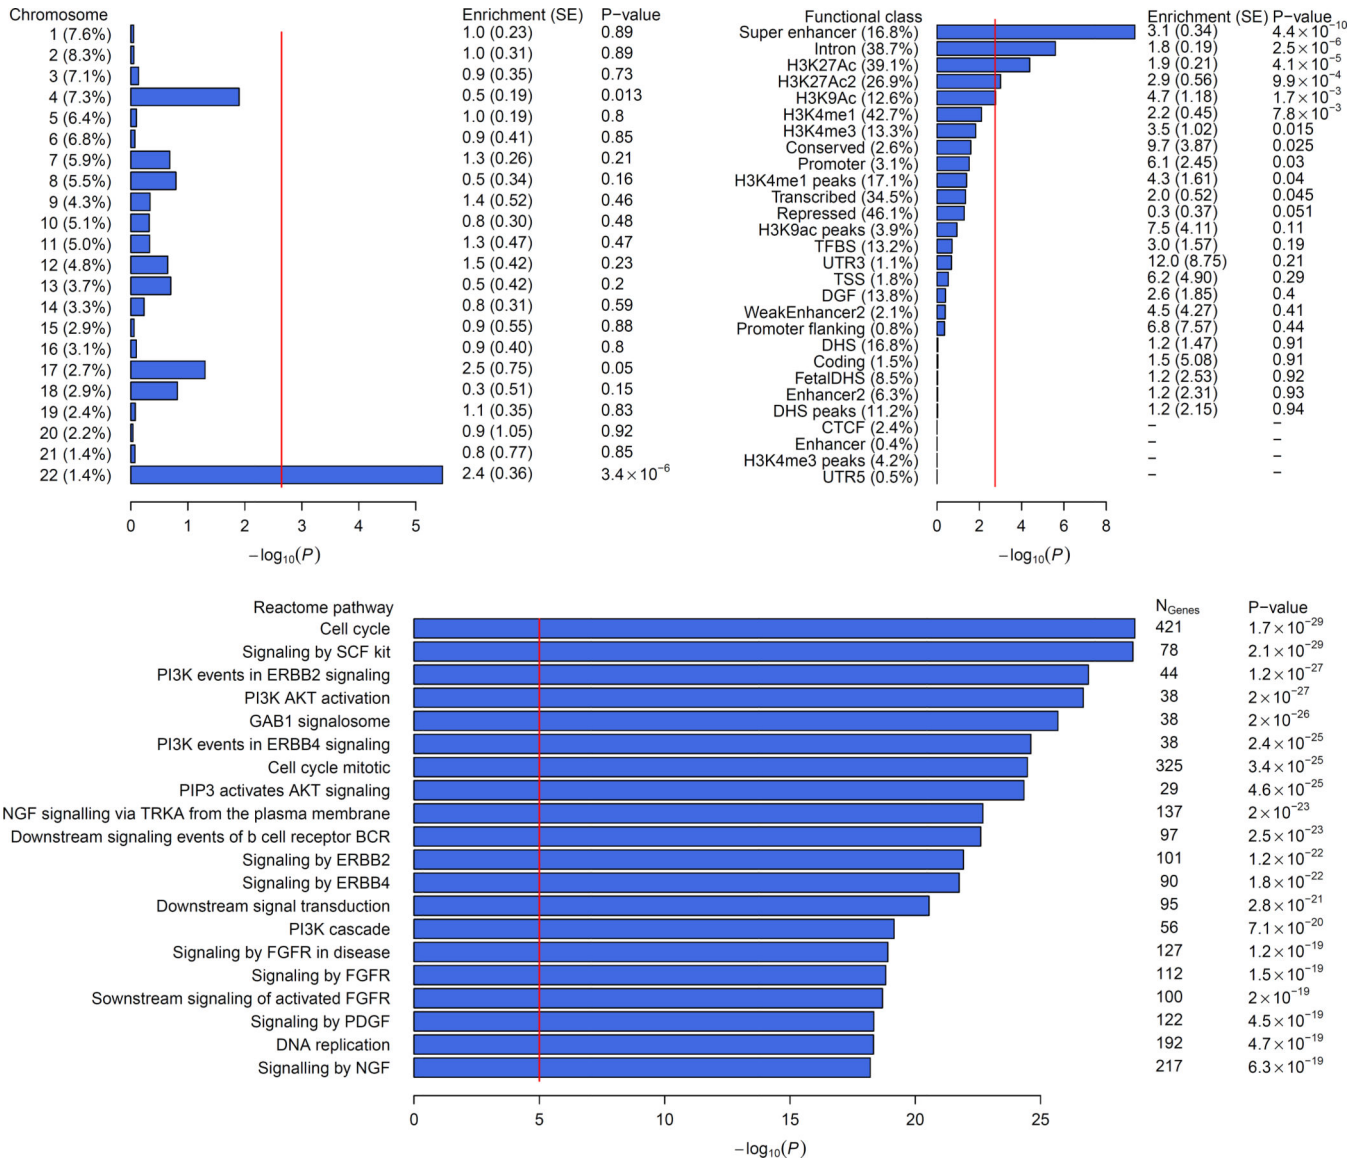 Chromosome Enrichment (SE) P−value
1 (7.6%) 1.0 (0.23) 0.89
2 (8.3%) 1.0 (0.31) 0.89
3 (7.1%) 0.9 (0.35) 0.73
4 (7.3%) 0.5 (0.19) 0.013
5 (6.4%) 1.0 (0.19) 0.8
6 (6.8%) 0.9 (0.41) 0.85
7 (5.9%) 1.3 (0.26) 0.21
8 (5.5%) 0.5 (0.34) 0.16
9 (4.3%) 1.4 (0.52) 0.46
10 (5.1%) 0.8 (0.30) 0.48
11 (5.0%) 1.3 (0.47) 0.47
12 (4.8%) 1.5 (0.42) 0.23
13 (3.7%) 0.5 (0.42) 0.2
14 (3.3%) 0.8 (0.31) 0.59
15 (2.9%) 0.9 (0.55) 0.88
16 (3.1%) 0.9 (0.40) 0.8
17 (2.7%) 2.5 (0.75) 0.05
18 (2.9%) 0.3 (0.51) 0.15
19 (2.4%) 1.1 (0.35) 0.83
20 (2.2%) 0.9 (1.05) 0.92
21 (1.4%) 0.8 (0.77) 0.85
22 (1.4%) 2.4 (0.36) 3.4×10⁻⁶
0 1 2 3 4 5
−log₁₀(P)
Functional class Enrichment (SE) P−value
Super enhancer (16.8%) 3.1 (0.34) 4.4×10⁻¹⁰
Intron (38.7%) 1.8 (0.19) 2.5×10⁻⁶
H3K27Ac (39.1%) 1.9 (0.21) 4.1×10⁻⁵
H3K27Ac2 (26.9%) 2.9 (0.56) 9.9×10⁻⁴
H3K9Ac (12.6%) 4.7 (1.18) 1.7×10⁻³
H3K4me1 (42.7%) 2.2 (0.45) 7.8×10⁻³
H3K4me3 (13.3%) 3.5 (1.02) 0.015
Conserved (2.6%) 9.7 (3.87) 0.025
Promoter (3.1%) 6.1 (2.45) 0.03
H3K4me1 peaks (17.1%) 4.3 (1.61) 0.04
Transcribed (34.5%) 2.0 (0.52) 0.045
Repressed (46.1%) 0.3 (0.37) 0.051
H3K9ac peaks (3.9%) 7.5 (4.11) 0.11
TFBS (13.2%) 3.0 (1.57) 0.19
UTR3 (1.1%) 12.0 (8.75) 0.21
TSS (1.8%) 6.2 (4.90) 0.29
DGF (13.8%) 2.6 (1.85) 0.4
WeakEnhancer2 (2.1%) 4.5 (4.27) 0.41
Promoter flanking (0.8%) 6.8 (7.57) 0.44
DHS (16.8%) 1.2 (1.47) 0.91
Coding (1.5%) 1.5 (5.08) 0.91
FetalDHS (8.5%) 1.2 (2.53) 0.92
Enhancer2 (6.3%) 1.2 (2.31) 0.93
DHS peaks (11.2%) 1.2 (2.15) 0.94
CTCF (2.4%) − −
Enhancer (0.4%) − −
H3K4me3 peaks (4.2%) − −
UTR5 (0.5%) − −
0 2 4 6 8
−log₁₀(P)
Reactome pathway N_Genes P−value
Cell cycle 421 1.7×10⁻²⁹
Signaling by SCF kit 78 2.1×10⁻²⁹
PI3K events in ERBB2 signaling 44 1.2×10⁻²⁷
PI3K AKT activation 38 2×10⁻²⁷
GAB1 signalosome 38 2×10⁻²⁶
PI3K events in ERBB4 signaling 38 2.4×10⁻²⁵
Cell cycle mitotic 325 3.4×10⁻²⁵
PIP3 activates AKT signaling 29 4.6×10⁻²⁵
NGF signalling via TRKA from the plasma membrane 137 2×10⁻²³
Downstream signaling events of b cell receptor BCR 97 2.5×10⁻²³
Signaling by ERBB2 101 1.2×10⁻²²
Signaling by ERBB4 90 1.8×10⁻²²
Downstream signal transduction 95 2.8×10⁻²¹
PI3K cascade 56 7.1×10⁻²⁰
Signaling by FGFR in disease 127 1.2×10⁻¹⁹
Signaling by FGFR 112 1.5×10⁻¹⁹
Sownstream signaling of activated FGFR 100 2×10⁻¹⁹
Signaling by PDGF 122 4.5×10⁻¹⁹
DNA replication 192 4.7×10⁻¹⁹
Signalling by NGF 217 6.3×10⁻¹⁹
0 5 10 15 20 25
−log₁₀(P)